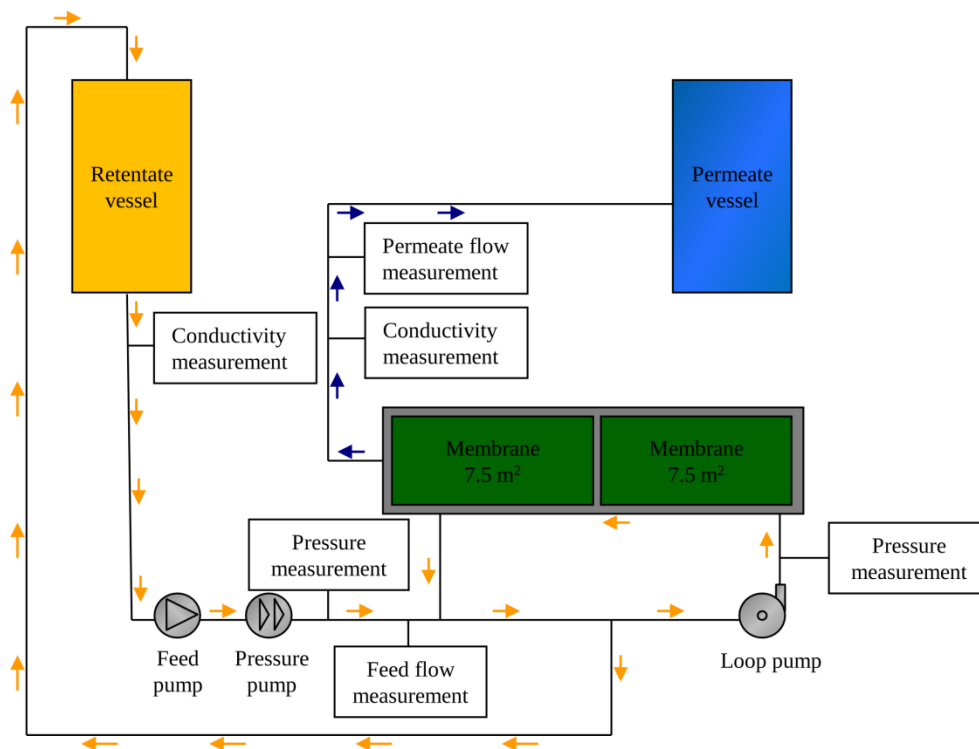 Retentate
vessel
Permeate
vessel
Permeate flow
measurement
Conductivity
measurement
Conductivity
measurement
Membrane
7.5 m²
Membrane
7.5 m²
Pressure
measurement
Pressure
measurement
Feed
pump
Pressure
pump
Feed flow
measurement
Loop pump